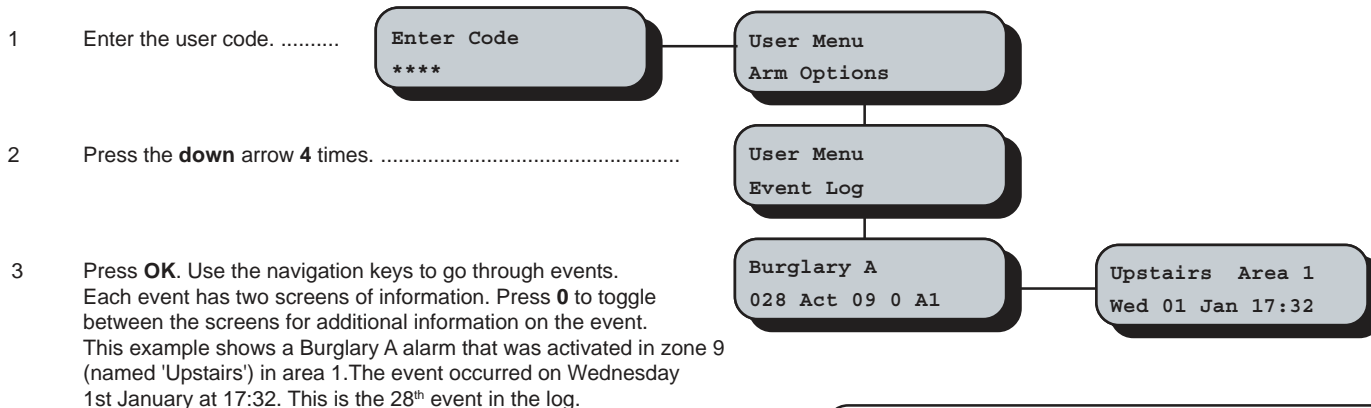 1 Enter the user code. ..........
Enter Code
****
User Menu
Arm Options
2 Press the down arrow 4 times. ....................................................
User Menu
Event Log
3 Press OK. Use the navigation keys to go through events.
Each event has two screens of information. Press 0 to toggle
between the screens for additional information on the event.
This example shows a Burglary A alarm that was activated in zone 9
(named 'Upstairs') in area 1.The event occurred on Wednesday
1st January at 17:32. This is the 28th event in the log.
Burglary A
028 Act 09 0 A1
Upstairs Area 1
Wed 01 Jan 17:32